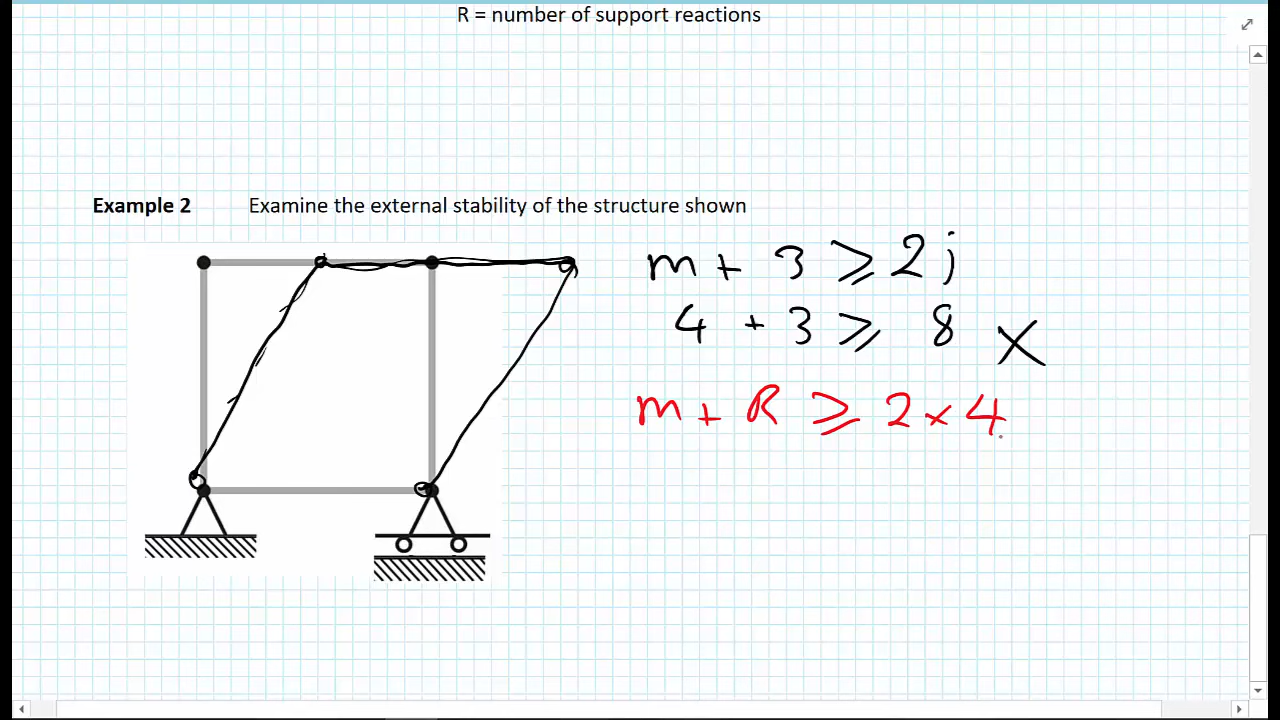 R = number of support reactions
Example 2 Examine the external stability of the structure shown
m + 3 ⩾ 2j
4 + 3 ⩾ 8 X
m + R ⩾ 2 × 4